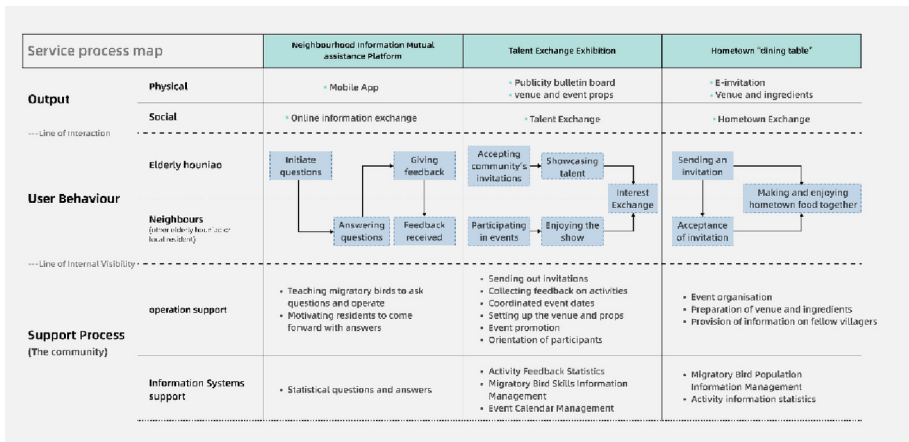 Service process map
Neighbourhood Information Mutual
assistance Platform
Talent Exchange Exhibition
Hometown "dining table"
Output
Physical
• Mobile App
• Publicity bulletin board
• venue and event props
• E-invitation
• Venue and ingredients
Social
• Online information exchange
• Talent Exchange
• Hometown Exchange
---Line of Interaction
User Behaviour
Elderly houniao
Initiate
questions
Giving
feedback
Accepting
community's
invitations
Showcasing
talent
Interest
Exchange
Sending an
invitation
Making and enjoying
hometown food together
Neighbours
(other elderly houniao or
local resident)
Answering
questions
Feedback
received
Participating
in events
Enjoying the
show
Acceptance
of invitation
---Line of Internal Visibility
Support Process
(The community)
operation support
• Teaching migratory birds to ask
questions and operate
• Motivating residents to come
forward with answers
• Sending out invitations
• Collecting feedback on activities
• Coordinated event dates
• Setting up the venue and props
• Event promotion
• Orientation of participants
• Event organisation
• Preparation of venue and ingredients
• Provision of information on fellow villagers
Information Systems
support
• Statistical questions and answers
• Activity Feedback Statistics
• Migratory Bird Skills Information
Management
• Event Calendar Management
• Migratory Bird Population
Information Management
• Activity information statistics